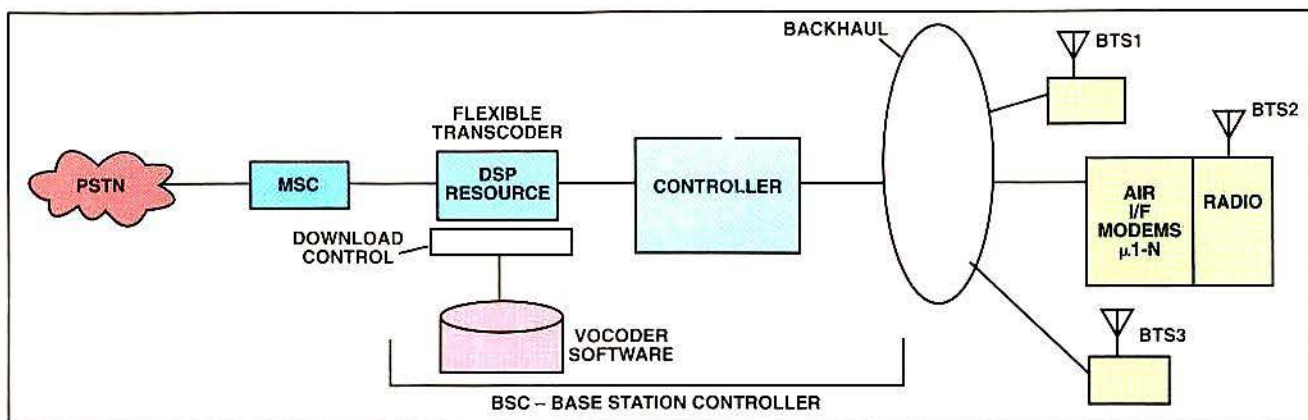 BACKHAUL
BTS1
FLEXIBLE
TRANSCODER
BTS2
PSTN
MSC
DSP
RESOURCE
CONTROLLER
AIR
I/F
MODEMS
µ1-N
RADIO
DOWNLOAD
CONTROL
VOCODER
SOFTWARE
BTS3
BSC – BASE STATION CONTROLLER